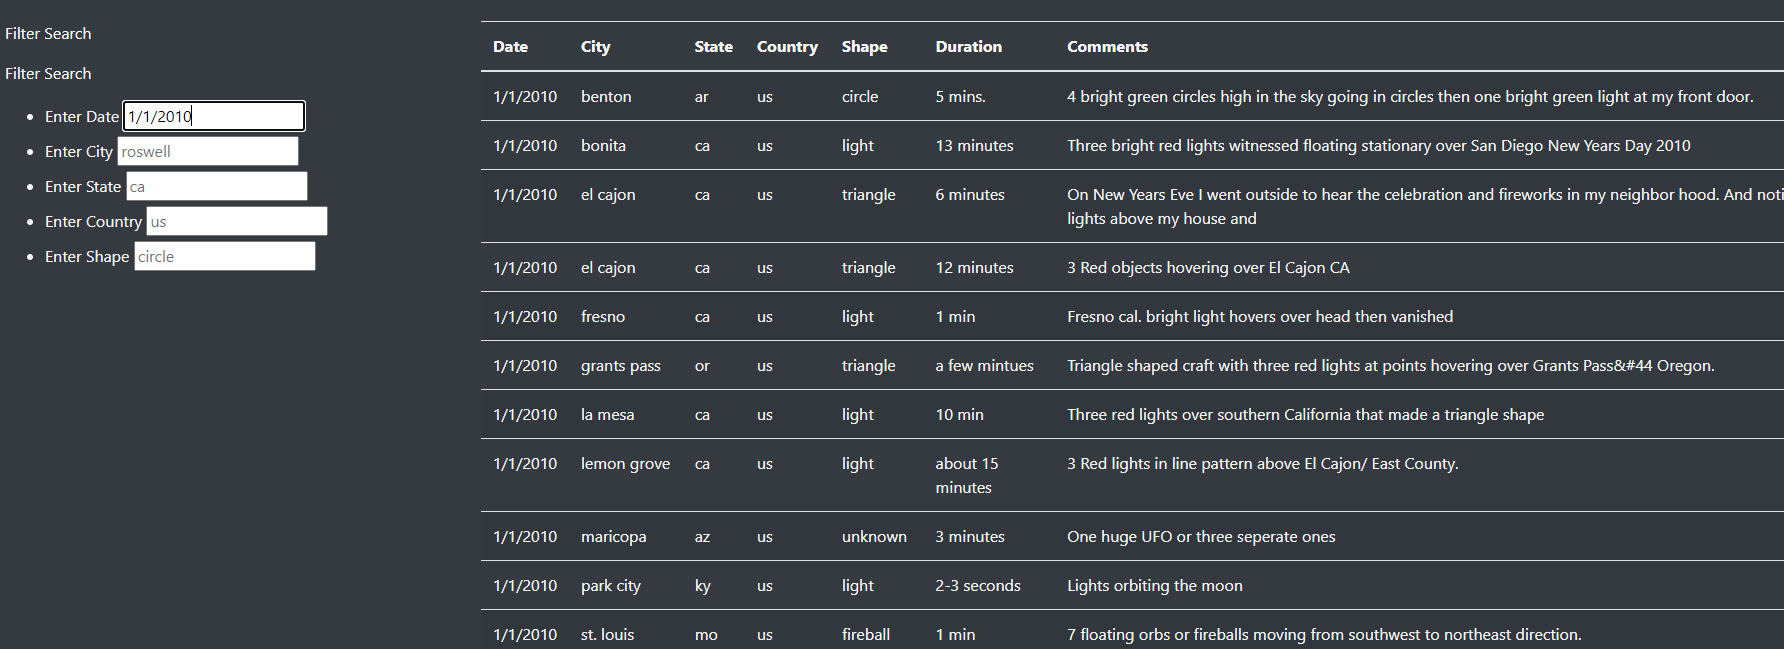 Filter Search
Filter Search
Enter Date 1/1/2010
Enter City roswell
Enter State ca
Enter Country us
Enter Shape circle
Date City State Country Shape Duration Comments
1/1/2010 benton ar us circle 5 mins. 4 bright green circles high in the sky going in circles then one bright green light at my front door.
1/1/2010 bonita ca us light 13 minutes Three bright red lights witnessed floating stationary over San Diego New Years Day 2010
1/1/2010 el cajon ca us triangle 6 minutes On New Years Eve I went outside to hear the celebration and fireworks in my neighbor hood. And noti
lights above my house and
1/1/2010 el cajon ca us triangle 12 minutes 3 Red objects hovering over El Cajon CA
1/1/2010 fresno ca us light 1 min Fresno cal. bright light hovers over head then vanished
1/1/2010 grants pass or us triangle a few mintues Triangle shaped craft with three red lights at points hovering over Grants Pass&#44 Oregon.
1/1/2010 la mesa ca us light 10 min Three red lights over southern California that made a triangle shape
1/1/2010 lemon grove ca us light about 15 3 Red lights in line pattern above El Cajon/ East County.
minutes
1/1/2010 maricopa az us unknown 3 minutes One huge UFO or three seperate ones
1/1/2010 park city ky us light 2-3 seconds Lights orbiting the moon
1/1/2010 st. louis mo us fireball 1 min 7 floating orbs or fireballs moving from southwest to northeast direction.